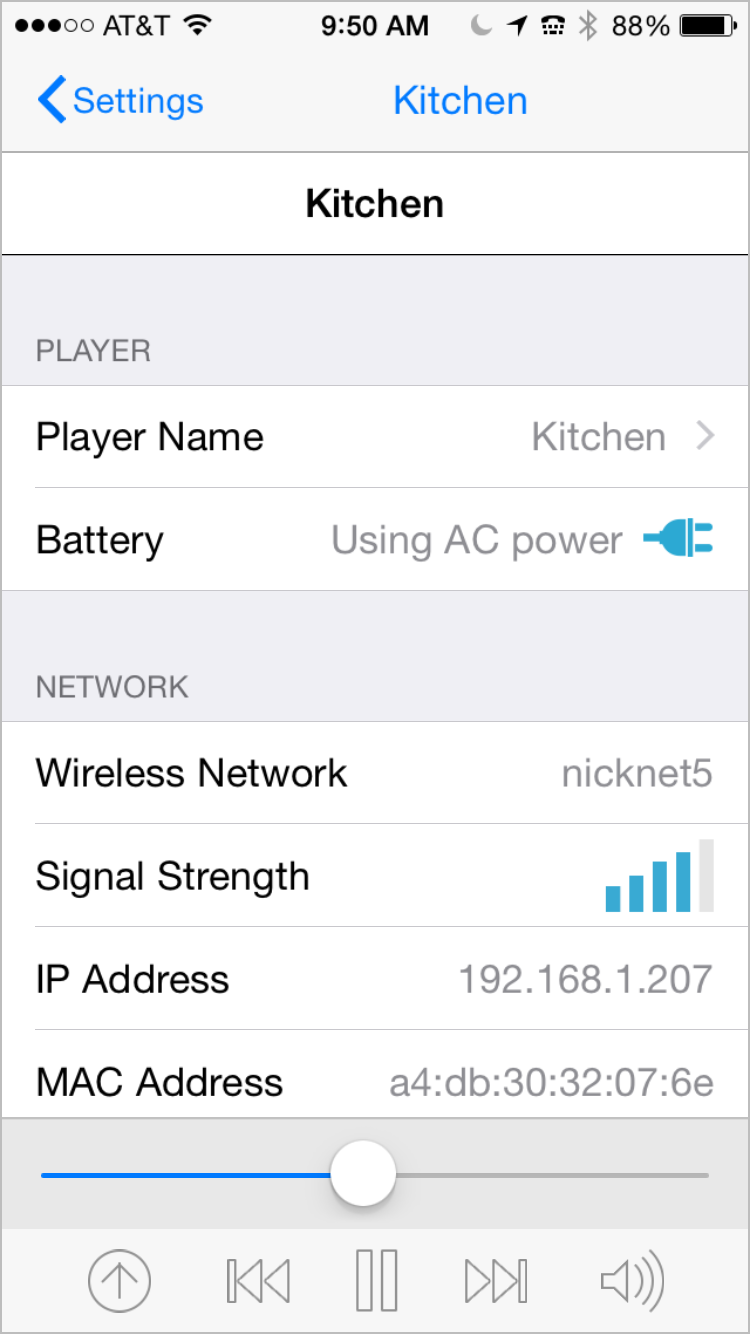 AT&T 9:50 AM 88%
Settings Kitchen
Kitchen
PLAYER
Player Name Kitchen
Battery Using AC power
NETWORK
Wireless Network nicknet5
Signal Strength
IP Address 192.168.1.207
MAC Address a4:db:30:32:07:6e